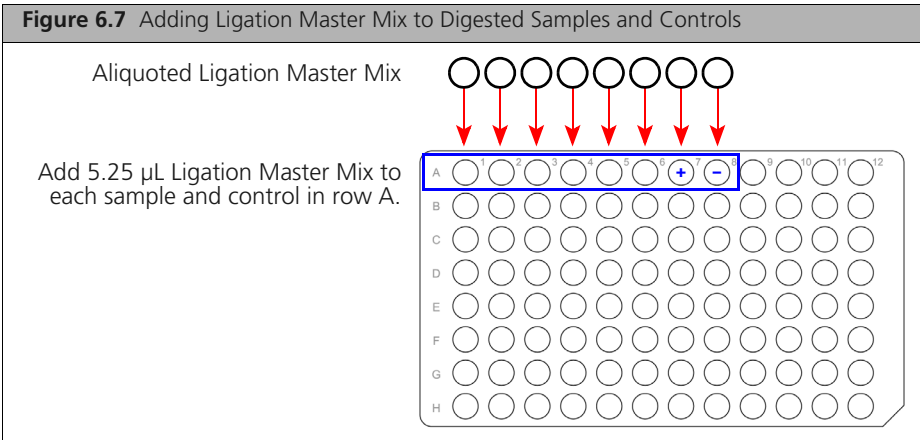 Figure 6.7 Adding Ligation Master Mix to Digested Samples and Controls
Aliquoted Ligation Master Mix
Add 5.25 µL Ligation Master Mix to
each sample and control in row A.
1 2 3 4 5 6 7 8 9 10 11 12
A + –
B
C
D
E
F
G
H